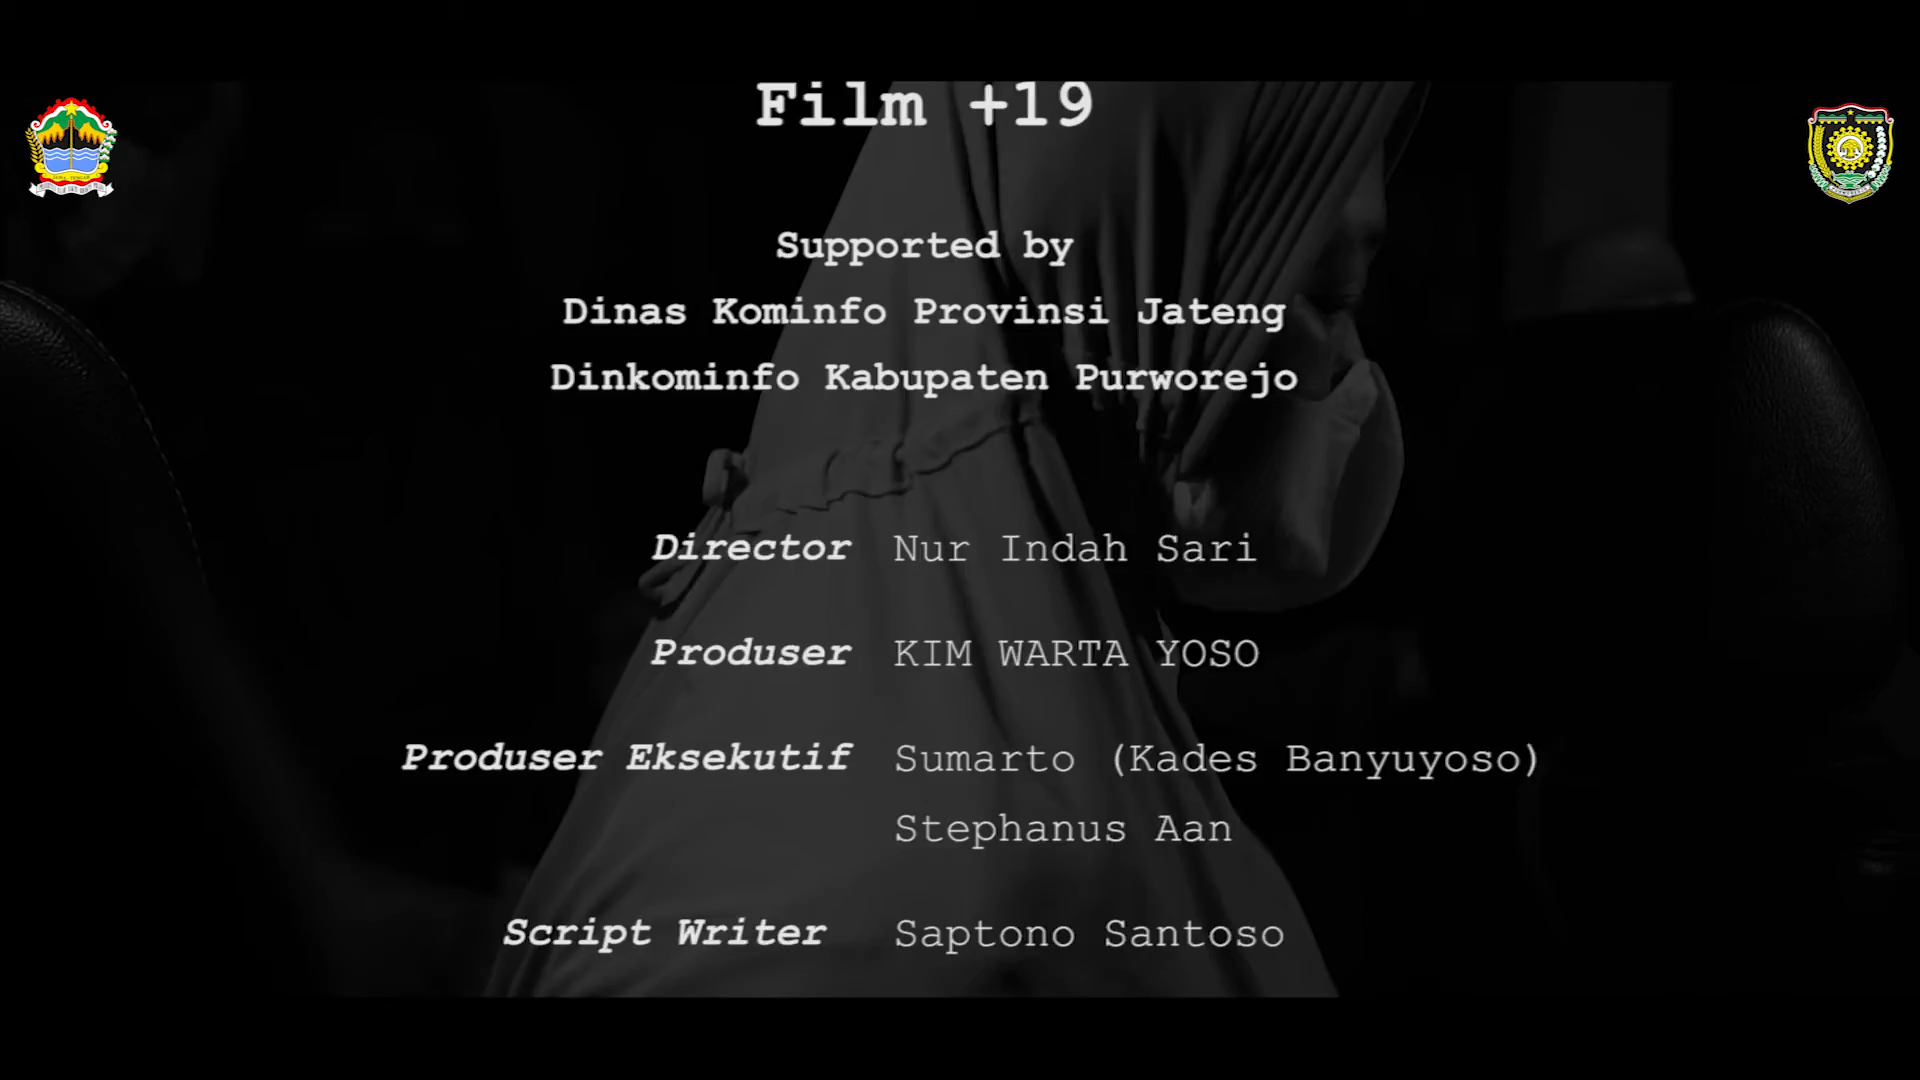 Film +19
Supported by
Dinas Kominfo Provinsi Jateng
Dinkominfo Kabupaten Purworejo
Director Nur Indah Sari
Produser KIM WARTA YOSO
Produser Eksekutif Sumarto (Kades Banyuyoso)
Stephanus Aan
Script Writer Saptono Santoso